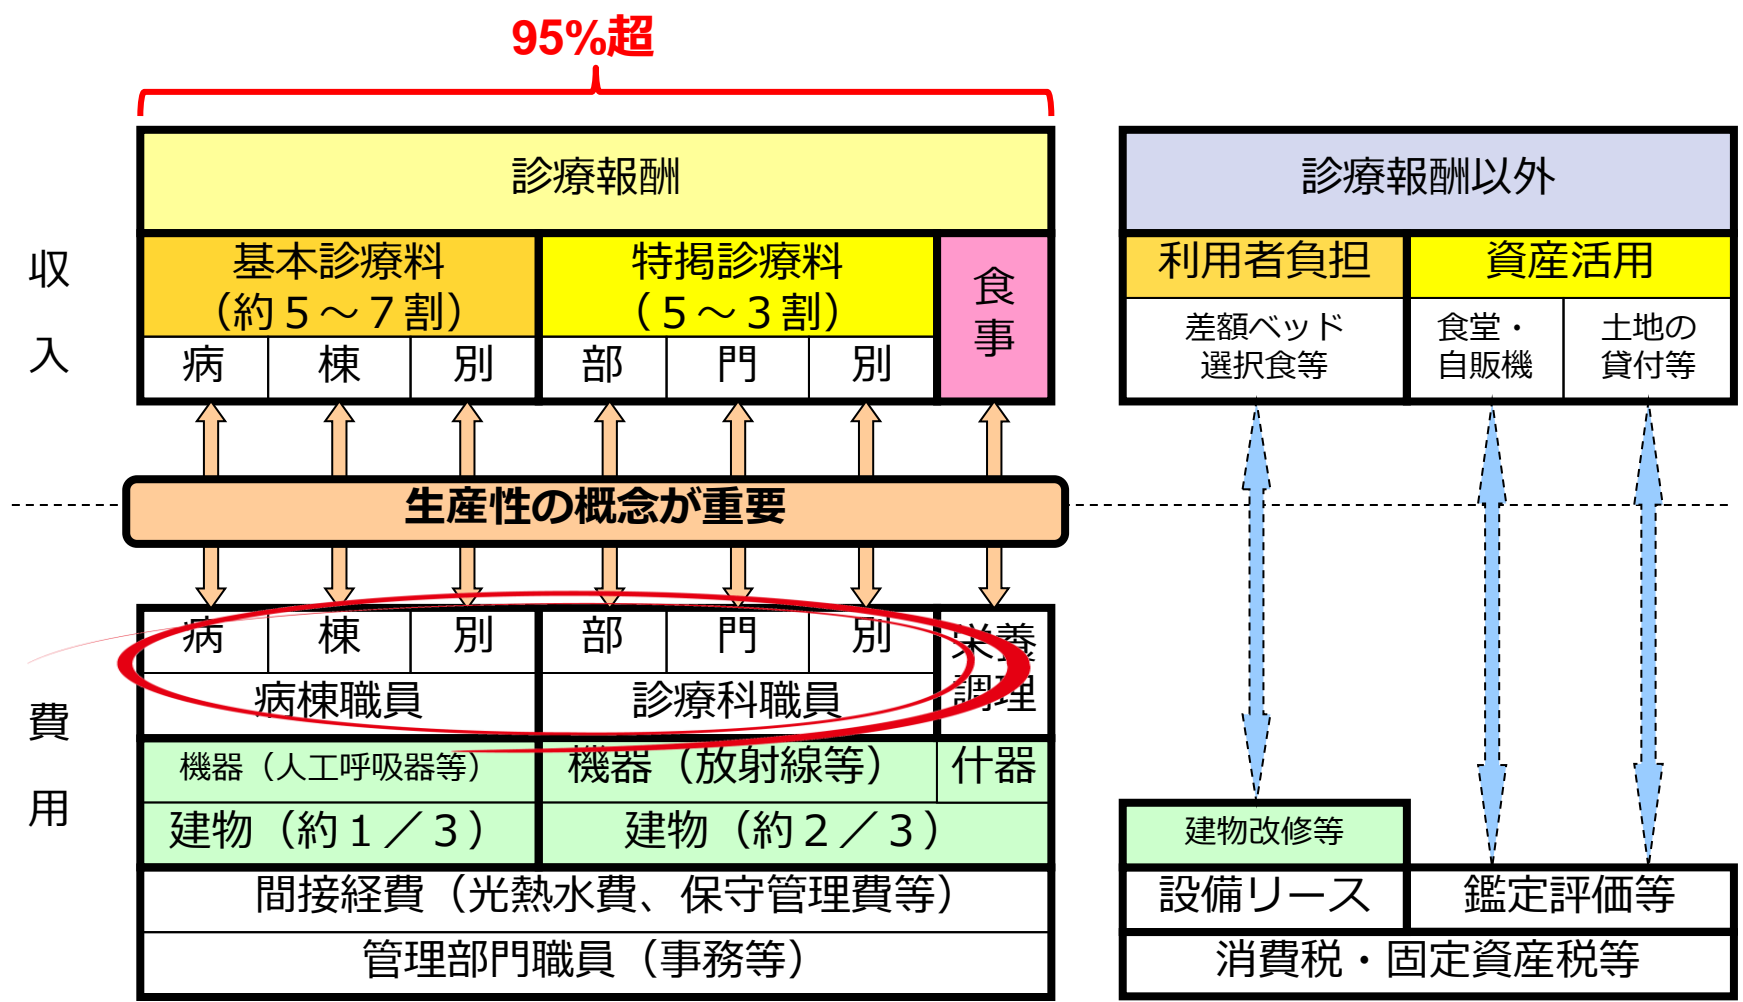 95%超
診療報酬
診療報酬以外
収
入
基本診療料
（約５～７割）
特掲診療料
（５～３割）
食
事
利用者負担
資産活用
病
棟
別
部
門
別
差額ベッド
選択食等
食堂・
自販機
土地の
貸付等
生産性の概念が重要
費
用
病
棟
別
部
門
別
栄養
調理
病棟職員
診療科職員
機器（人工呼吸器等）
機器（放射線等）
什器
建物（約１／３）
建物（約２／３）
建物改修等
間接経費（光熱水費、保守管理費等）
設備リース
鑑定評価等
管理部門職員（事務等）
消費税・固定資産税等